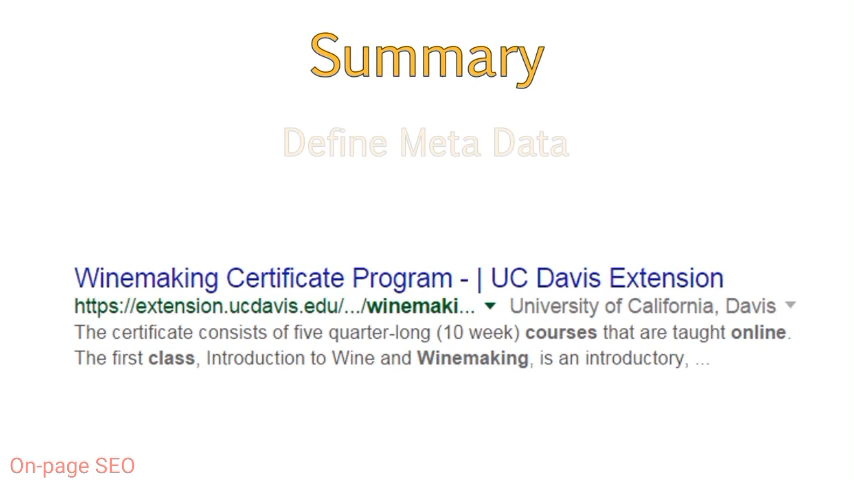 Summary
Define Meta Data
Winemaking Certificate Program - | UC Davis Extension
https://extension.ucdavis.edu/.../winemaki... University of California, Davis
The certificate consists of five quarter-long (10 week) courses that are taught online.
The first class, Introduction to Wine and Winemaking, is an introductory, ...
On-page SEO